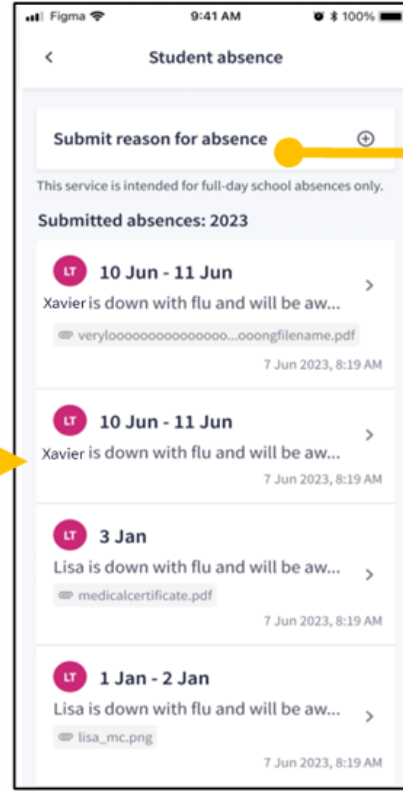 Figma 9:41 AM 100%
Student absence
Submit reason for absence
This service is intended for full-day school absences only.
Submitted absences: 2023
LT 10 Jun - 11 Jun
Xavier is down with flu and will be aw...
verylooooooooooooooo...ooongfilename.pdf
7 Jun 2023, 8:19 AM
LT 10 Jun - 11 Jun
Xavier is down with flu and will be aw...
7 Jun 2023, 8:19 AM
LT 3 Jan
Lisa is down with flu and will be aw...
medicalcertificate.pdf
7 Jun 2023, 8:19 AM
LT 1 Jan - 2 Jan
Lisa is down with flu and will be aw...
lisa_mc.png
7 Jun 2023, 8:19 AM